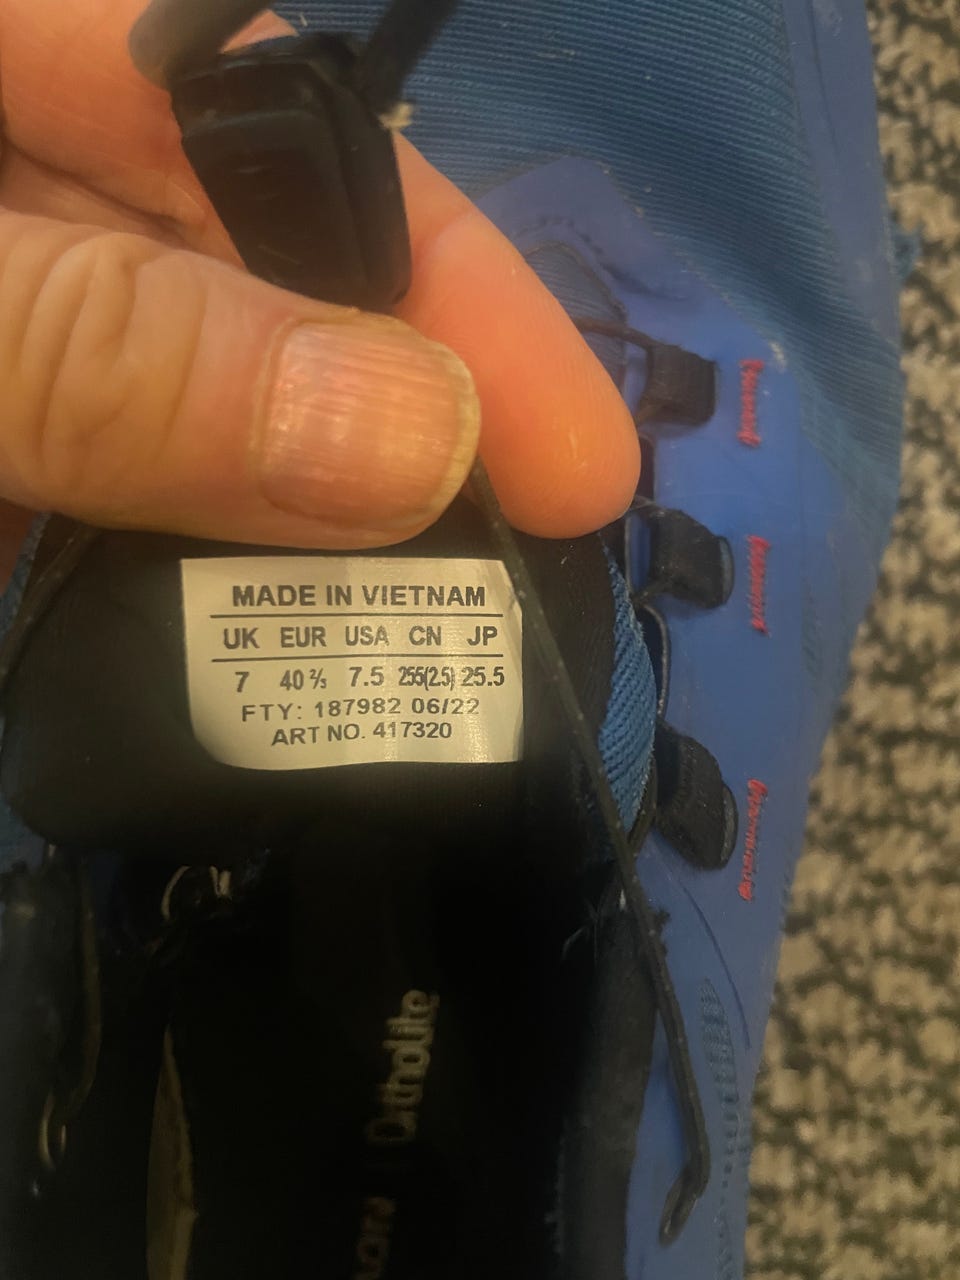 MADE IN VIETNAM
UK EUR USA CN JP
7 40 ⅔ 7.5 255(2.5) 25.5
FTY: 187982 06/22
ART NO. 417320
Ortholite